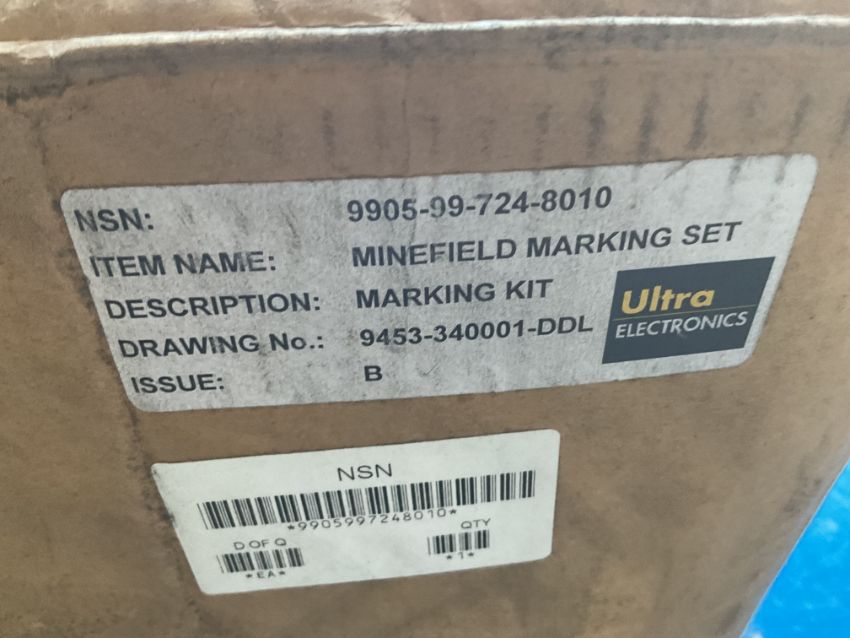 NSN: 9905-99-724-8010
ITEM NAME: MINEFIELD MARKING SET
DESCRIPTION: MARKING KIT
DRAWING No.: 9453-340001-DDL
ISSUE: B
Ultra
ELECTRONICS
NSN
*9905997248010*
D OF Q
*EA*
QTY
*1*